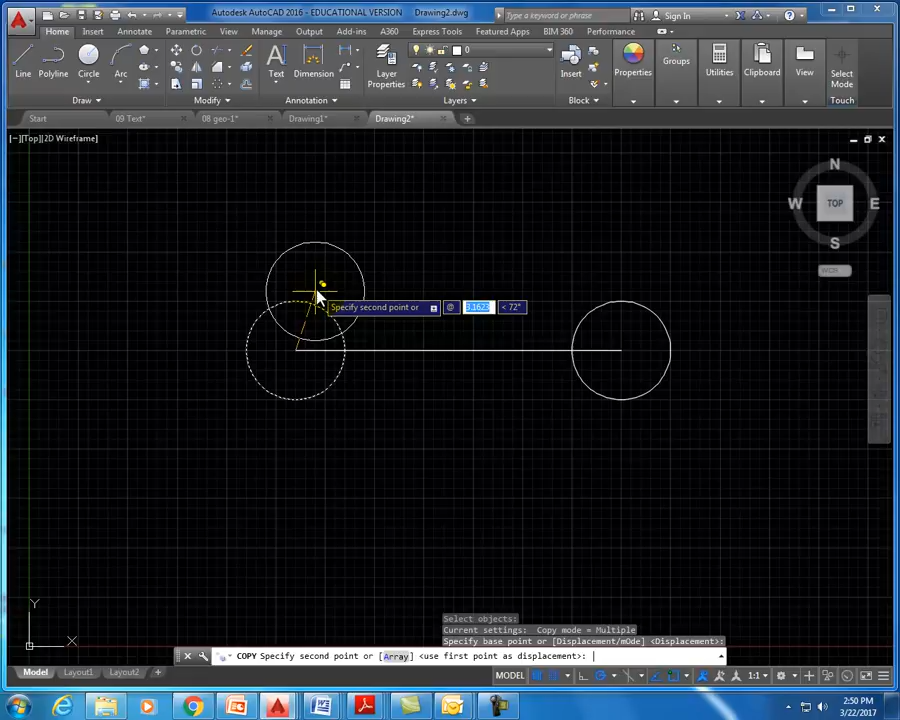 Autodesk AutoCAD 2016 - EDUCATIONAL VERSION Drawing2.dwg
Type a keyword or phrase
Sign In
Home Insert Annotate Parametric View Manage Output Add-ins A360 Express Tools Featured Apps BIM 360 Performance
0
Line Polyline Circle Arc
Text Dimension
Layer
Properties
Insert
Properties
Groups
Utilities
Clipboard
View
Select
Mode
Draw Modify Annotation Layers Block Touch
Start 09 Text* 08 geo-1* Drawing1* Drawing2*
[−][Top][2D Wireframe]
N
W TOP E
S
WCS
Specify second point or @ 3.1623 < 72°
Y
X
Select objects:
Current settings: Copy mode = Multiple
Specify base point or [Displacement/mOde] <Displacement>:
COPY Specify second point or [Array] <use first point as displacement>:
Model Layout1 Layout2 +
MODEL 1:1
2:50 PM
3/22/2017